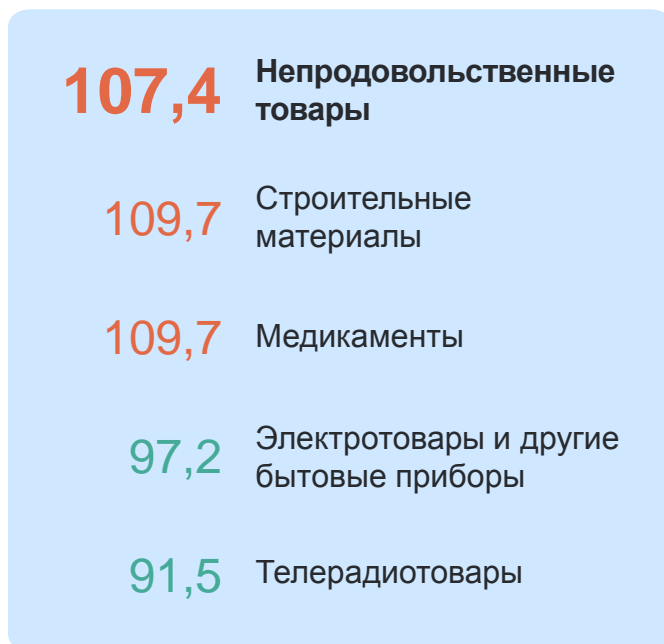 107,4 Непродовольственные
товары
109,7 Строительные
материалы
109,7 Медикаменты
97,2 Электротовары и другие
бытовые приборы
91,5 Телерадиотовары